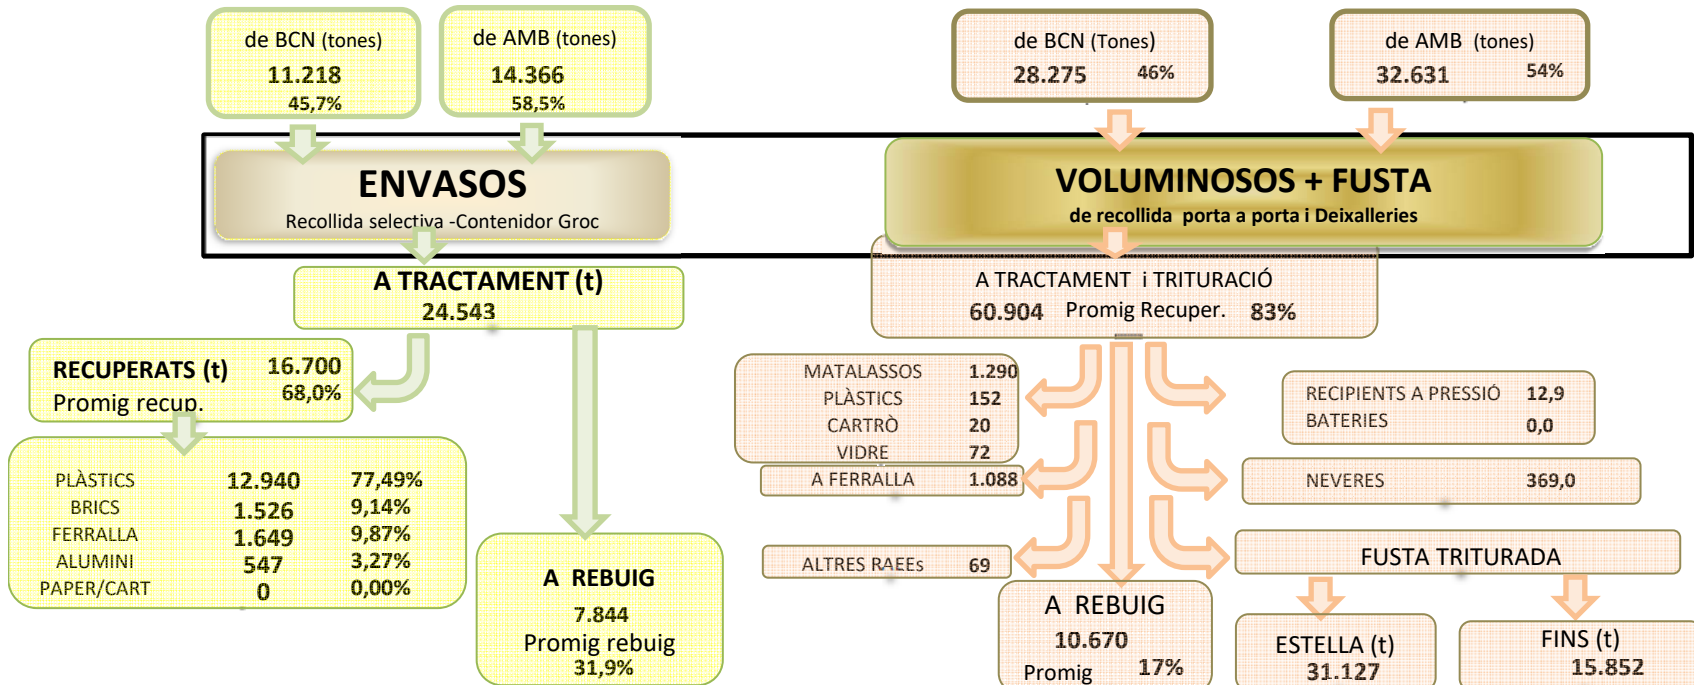 de BCN (tones)
11.218
45,7%
de AMB (tones)
14.366
58,5%
de BCN (Tones)
28.275 46%
de AMB (tones)
32.631 54%
ENVASOS
Recollida selectiva -Contenidor Groc
VOLUMINOSOS + FUSTA
de recollida porta a porta i Deixalleries
A TRACTAMENT (t)
24.543
A TRACTAMENT i TRITURACIÓ
60.904 Promig Recuper. 83%
RECUPERATS (t) 16.700
Promig recup. 68,0%
PLÀSTICS 12.940 77,49%
BRICS 1.526 9,14%
FERRALLA 1.649 9,87%
ALUMINI 547 3,27%
PAPER/CART 0 0,00%
A REBUIG
7.844
Promig rebuig
31,9%
MATALASSOS 1.290
PLÀSTICS 152
CARTRÒ 20
VIDRE 72
A FERRALLA 1.088
ALTRES RAEEs 69
A REBUIG
10.670
Promig 17%
RECIPIENTS A PRESSIÓ 12,9
BATERIES 0,0
NEVERES 369,0
FUSTA TRITURADA
ESTELLA (t)
31.127
FINS (t)
15.852